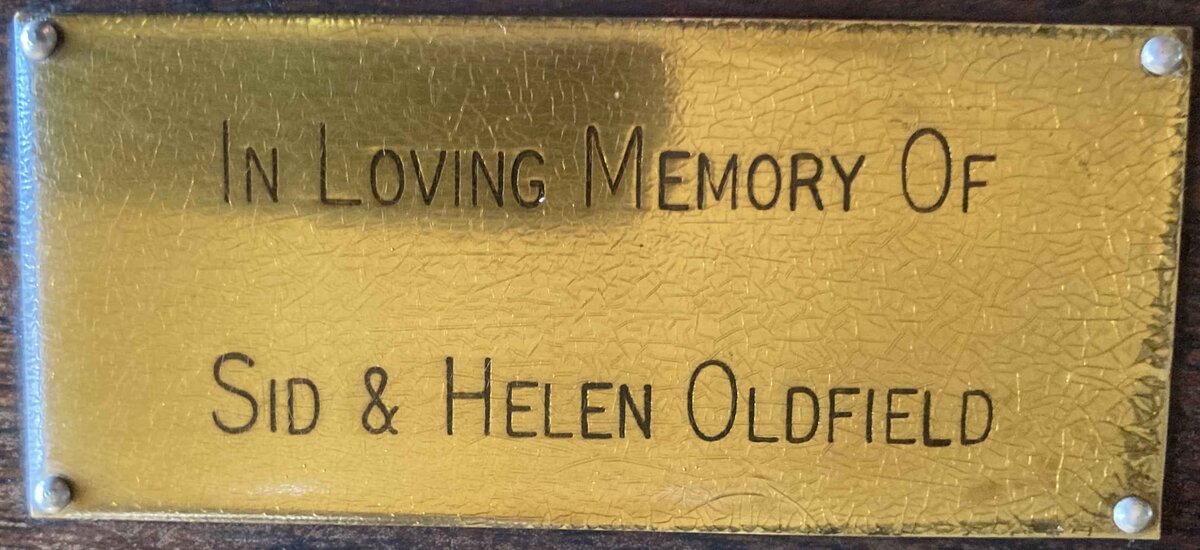 In Loving Memory Of
Sid & Helen Oldfield